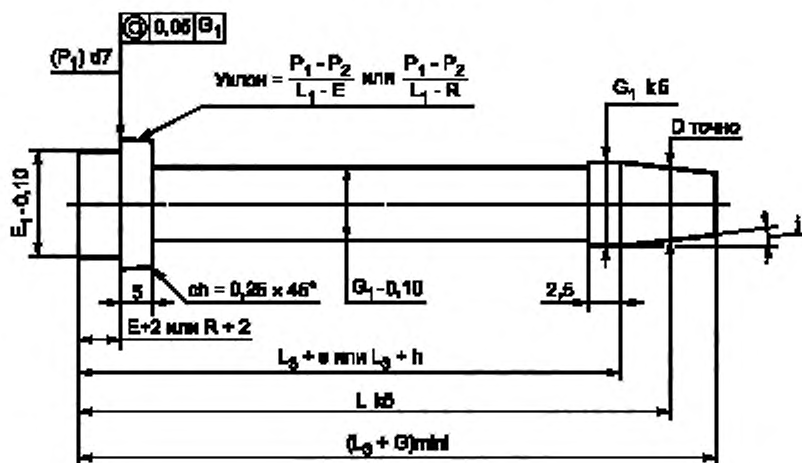 ◎ 0,05 G₁
(P₁) d7
Уклон = (P₁ - P₂)/(L₁ - E) или (P₁ - P₂)/(L₁ - R)
G₁ k6
D точно
E₁-0,10
j
5
ch = 0,25 × 45°
G₁-0,10
2,5
E+2 или R + 2
L₃ + e или L₃ + h
L k6
(L₃ + G)mini